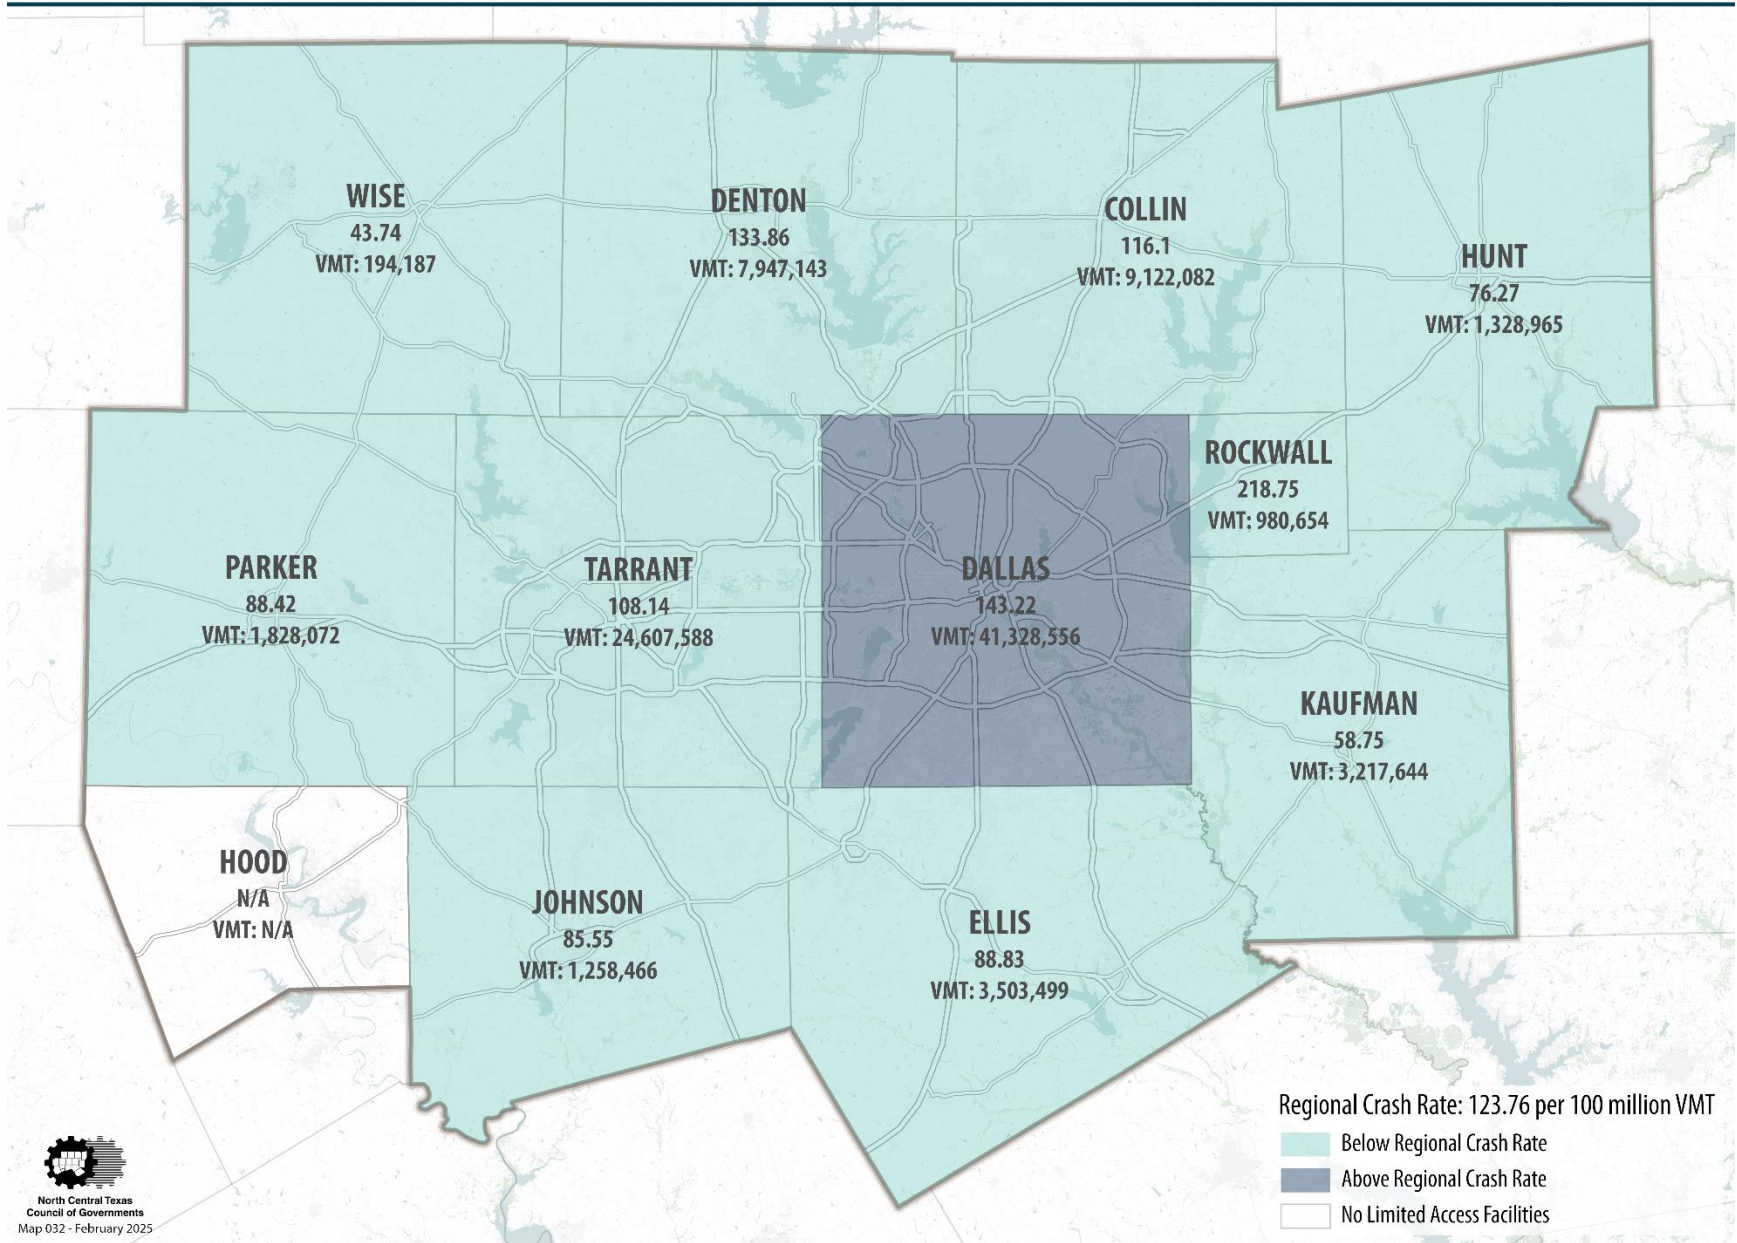 WISE
43.74
VMT: 194,187
DENTON
133.86
VMT: 7,947,143
COLLIN
116.1
VMT: 9,122,082
HUNT
76.27
VMT: 1,328,965
ROCKWALL
218.75
VMT: 980,654
PARKER
88.42
VMT: 1,828,072
TARRANT
108.14
VMT: 24,607,588
DALLAS
143.22
VMT: 41,328,556
KAUFMAN
58.75
VMT: 3,217,644
HOOD
N/A
VMT: N/A
JOHNSON
85.55
VMT: 1,258,466
ELLIS
88.83
VMT: 3,503,499
Regional Crash Rate: 123.76 per 100 million VMT
Below Regional Crash Rate
Above Regional Crash Rate
No Limited Access Facilities
North Central Texas
Council of Governments
Map 032 - February 2025